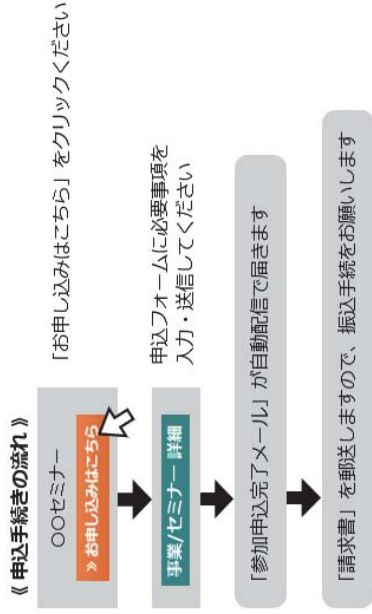 《 申込手続きの流れ 》
○○セミナー
» お申し込みはこちら
「お申し込みはこちら」をクリックください
事業/セミナー 詳細
申込フォームに必要事項を
入力・送信してください
「参加申込完了メール」が自動配信で届きます
「請求書」を郵送しますので、振込手続をお願いします